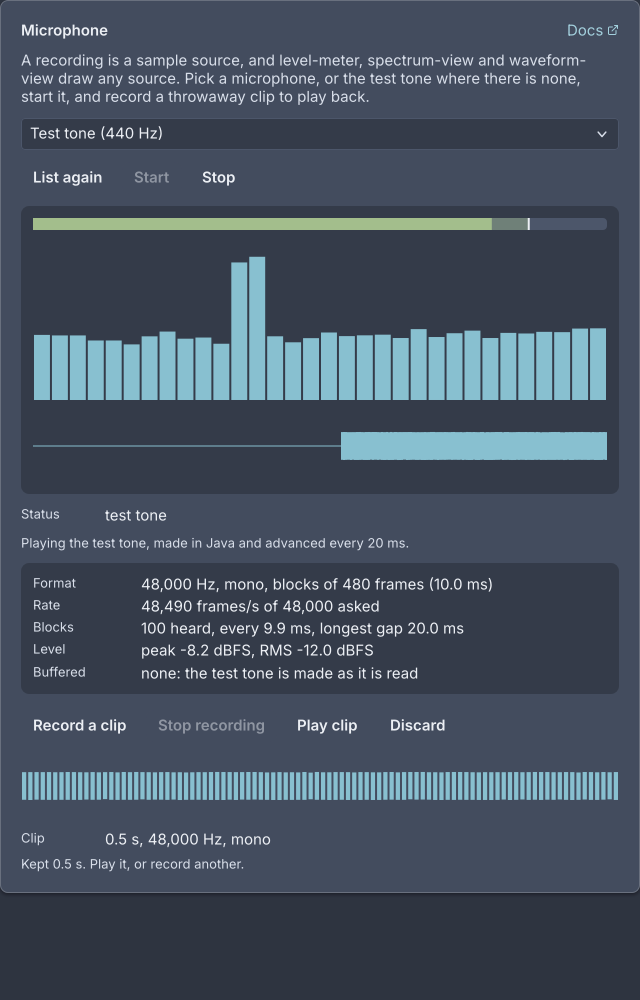 Microphone
Docs
A recording is a sample source, and level-meter, spectrum-view and waveform-
view draw any source. Pick a microphone, or the test tone where there is none,
start it, and record a throwaway clip to play back.
Test tone (440 Hz)
List again Start Stop
Status test tone
Playing the test tone, made in Java and advanced every 20 ms.
Format 48,000 Hz, mono, blocks of 480 frames (10.0 ms)
Rate 48,490 frames/s of 48,000 asked
Blocks 100 heard, every 9.9 ms, longest gap 20.0 ms
Level peak -8.2 dBFS, RMS -12.0 dBFS
Buffered none: the test tone is made as it is read
Record a clip Stop recording Play clip Discard
Clip 0.5 s, 48,000 Hz, mono
Kept 0.5 s. Play it, or record another.